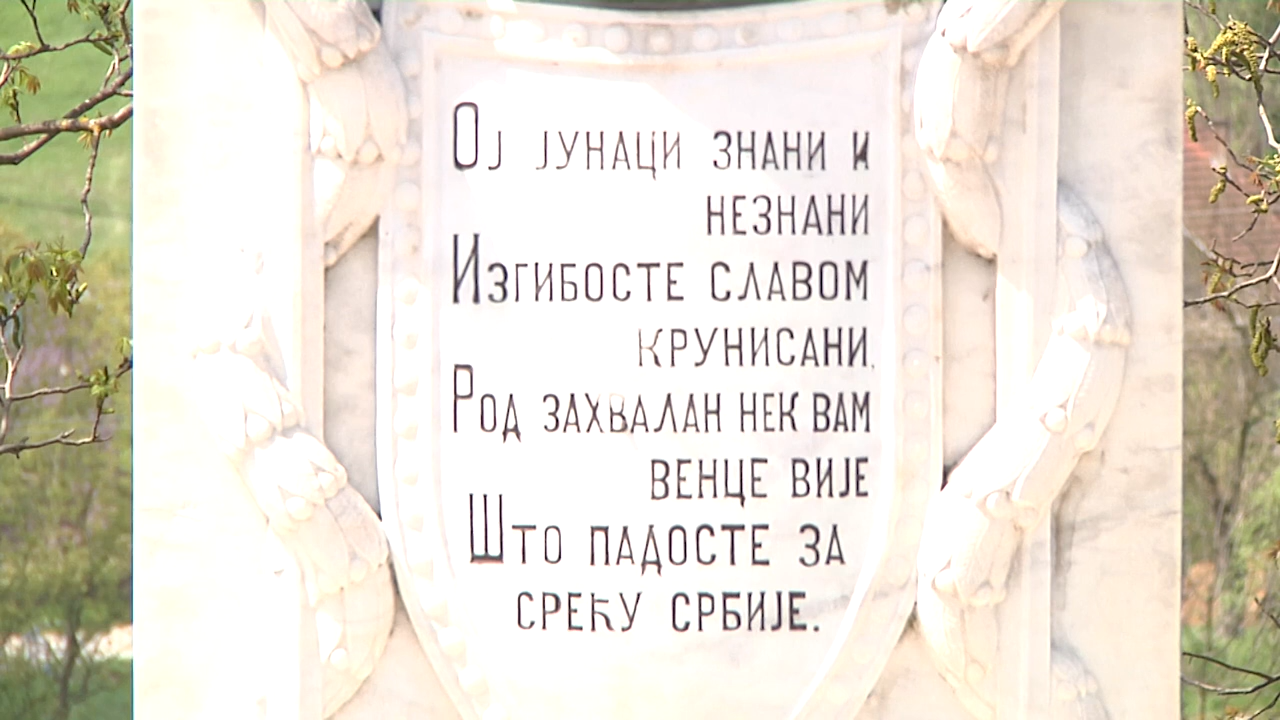 Ој јунаци знани и
незнани
Изгибосте славом
крунисани.
Род захвалан нек вам
венце вије
Што падосте за
срећу србије.